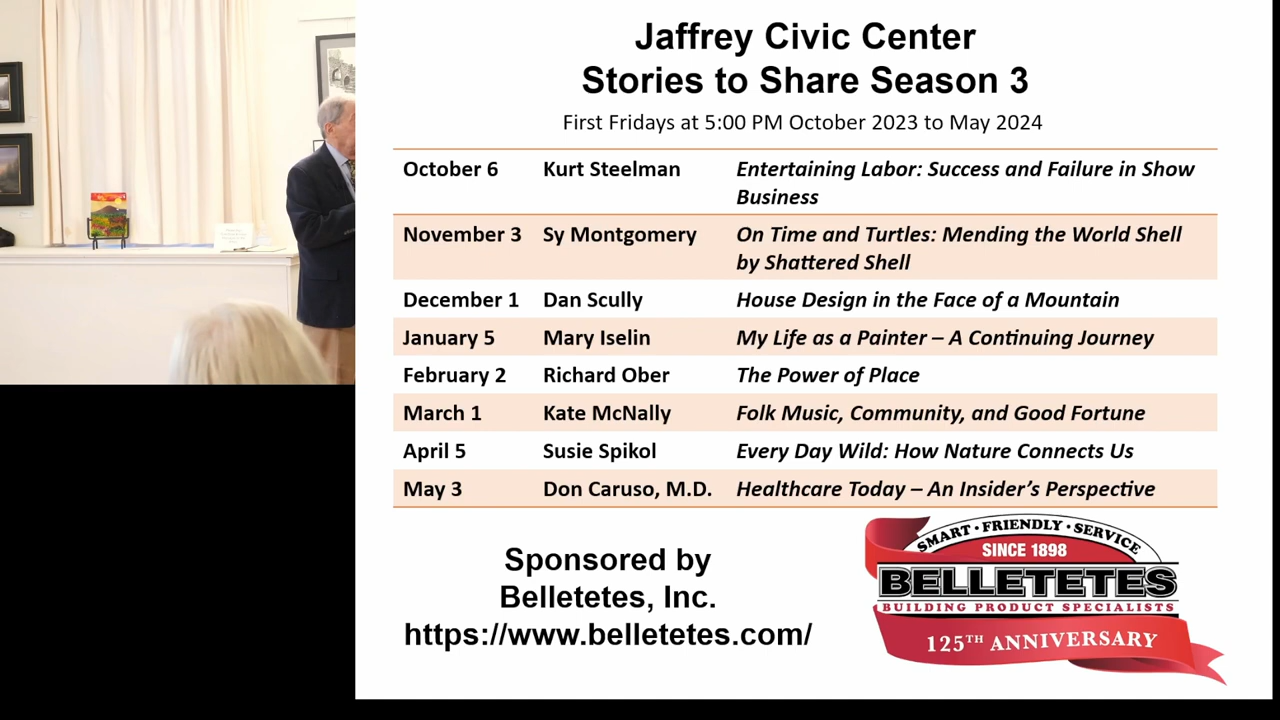 Jaffrey Civic Center
Stories to Share Season 3
First Fridays at 5:00 PM October 2023 to May 2024
October 6 Kurt Steelman Entertaining Labor: Success and Failure in Show
Business
November 3 Sy Montgomery On Time and Turtles: Mending the World Shell
by Shattered Shell
December 1 Dan Scully House Design in the Face of a Mountain
January 5 Mary Iselin My Life as a Painter – A Continuing Journey
February 2 Richard Ober The Power of Place
March 1 Kate McNally Folk Music, Community, and Good Fortune
April 5 Susie Spikol Every Day Wild: How Nature Connects Us
May 3 Don Caruso, M.D. Healthcare Today – An Insider’s Perspective
Sponsored by
Belletetes, Inc.
https://www.belletetes.com/
SMART · FRIENDLY · SERVICE
SINCE 1898
BELLETETES
BUILDING PRODUCT SPECIALISTS
125TH ANNIVERSARY